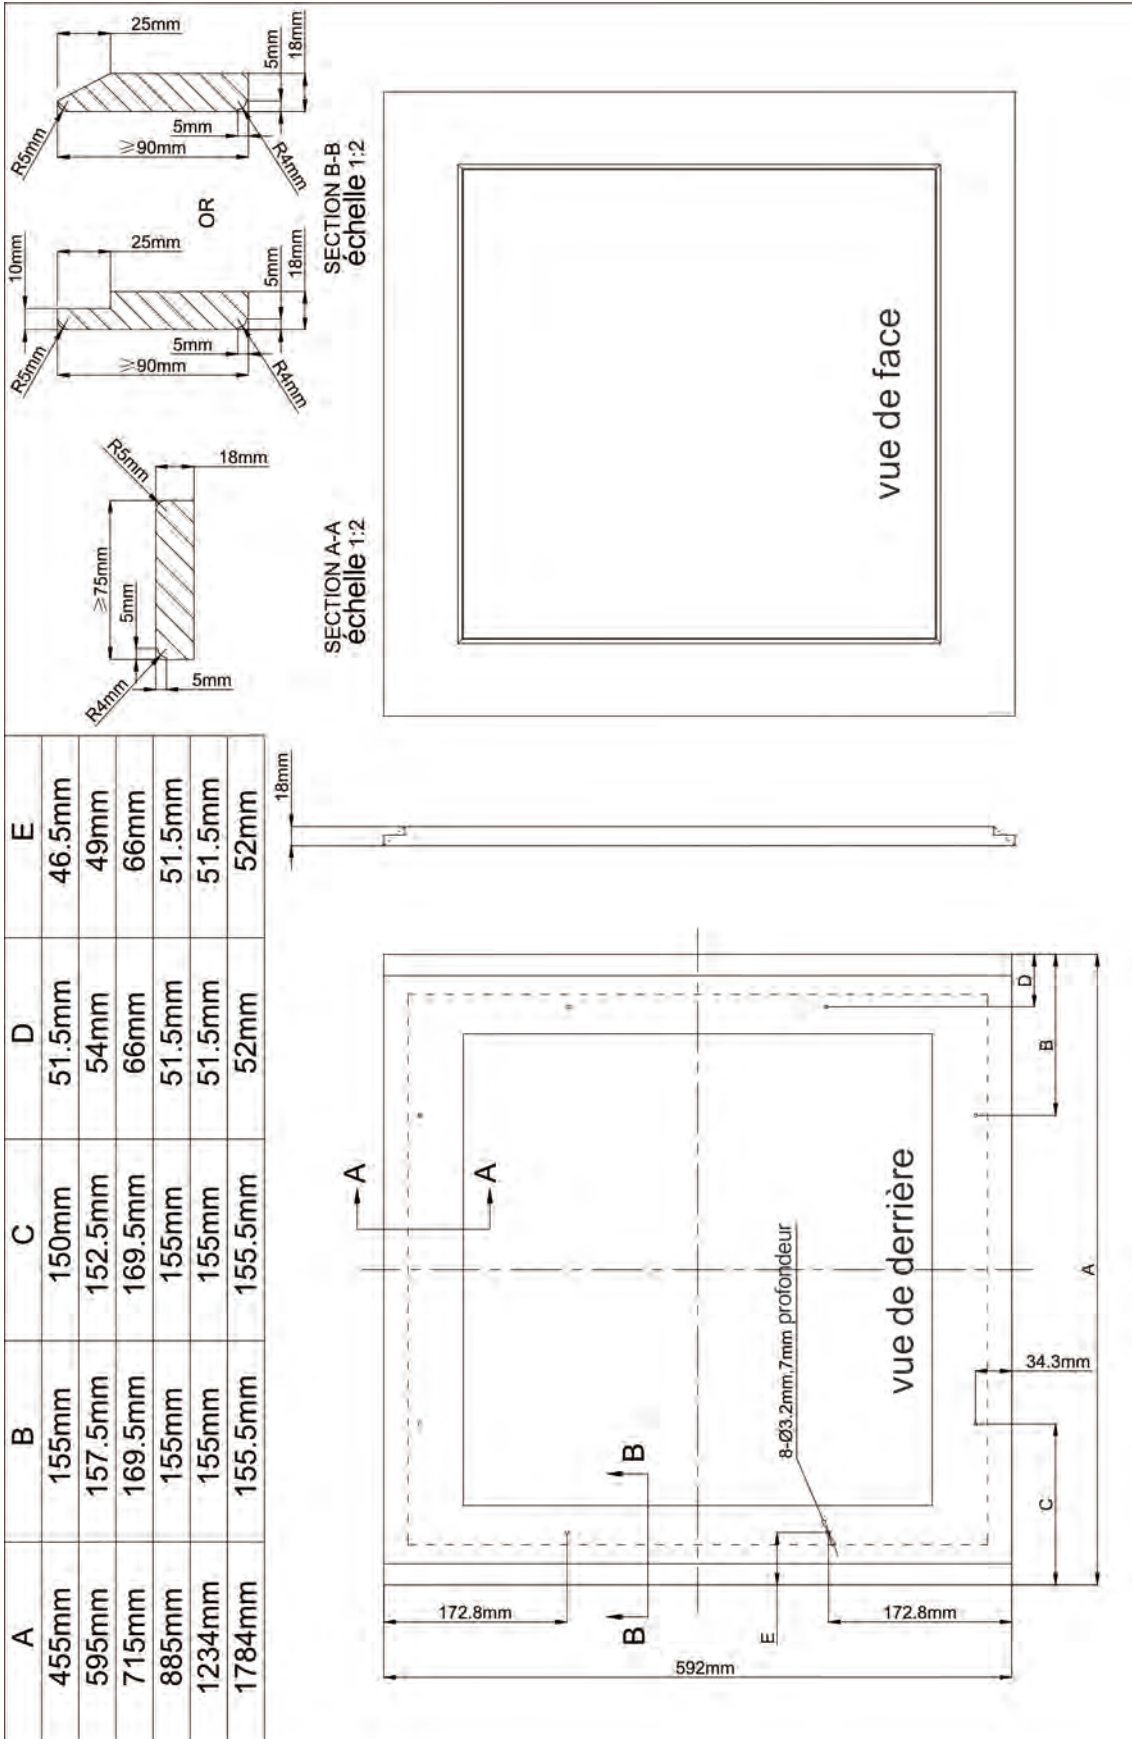 A B C D E
455mm 155mm 150mm 51.5mm 46.5mm
595mm 157.5mm 152.5mm 54mm 49mm
715mm 169.5mm 169.5mm 66mm 66mm
885mm 155mm 155mm 51.5mm 51.5mm
1234mm 155mm 155mm 51.5mm 51.5mm
1784mm 155.5mm 155.5mm 52mm 52mm
R4mm
5mm
5mm
≥75mm
R5mm
18mm
SECTION A-A
échelle 1:2
R5mm
10mm
25mm
≥90mm
5mm
R4mm
5mm
18mm
OR
R5mm
25mm
≥90mm
5mm
R4mm
5mm
18mm
SECTION B-B
échelle 1:2
172.8mm
592mm
172.8mm
E
B
B
8-Ø3.2mm,7mm profondeur
A
A
vue de derrière
C
34.3mm
A
B
D
18mm
vue de face